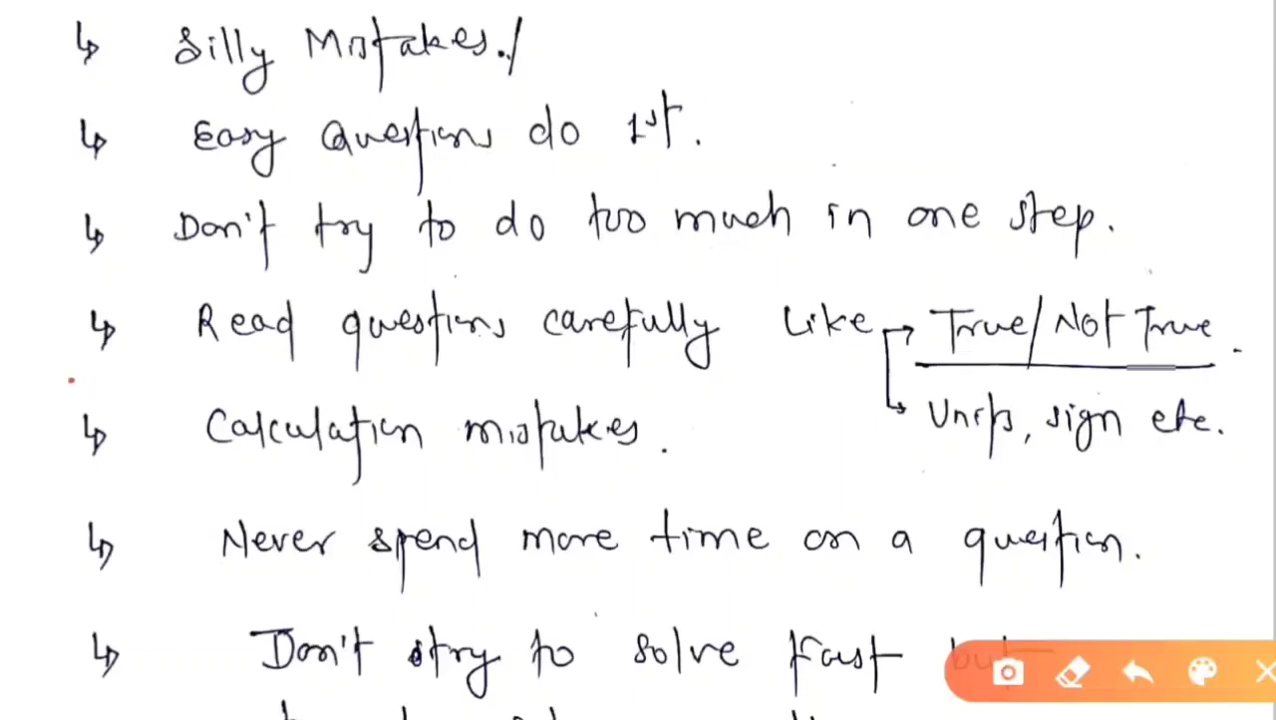 ↳ Silly Mistakes./
↳ Easy Questions do 1st.
↳ Don't try to do too much in one step.
↳ Read questions carefully Like → True/Not True.
↳ Units, sign etc.
↳ Calculation mistakes.
↳ Never spend more time on a question.
↳ Don't try to solve fast but